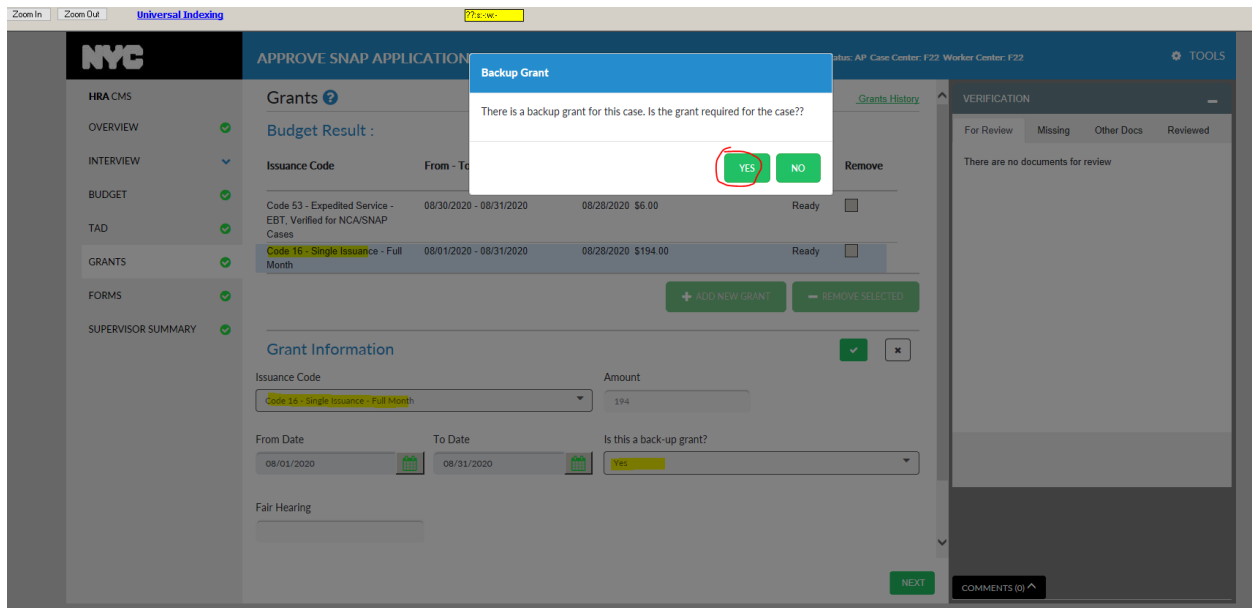 Zoom In Zoom Out Universal Indexing ??:s:-:w:-
NYC
APPROVE SNAP APPLICATION
atus: AP Case Center: F22 Worker Center: F22
TOOLS
HRA CMS
OVERVIEW
INTERVIEW
BUDGET
TAD
GRANTS
FORMS
SUPERVISOR SUMMARY
Grants ?
Grants History
Budget Result :
Issuance Code From - To Remove
Code 53 - Expedited Service - 08/30/2020 - 08/31/2020 08/28/2020 $6.00 Ready
EBT, Verified for NCA/SNAP
Cases
Code 16 - Single Issuance - Full 08/01/2020 - 08/31/2020 08/28/2020 $194.00 Ready
Month
+ ADD NEW GRANT − REMOVE SELECTED
Backup Grant
There is a backup grant for this case. Is the grant required for the case??
YES NO
Grant Information
Issuance Code Amount
Code 16 - Single Issuance - Full Month 194
From Date To Date Is this a back-up grant?
08/01/2020 08/31/2020 Yes
Fair Hearing
NEXT
VERIFICATION
For Review Missing Other Docs Reviewed
There are no documents for review
COMMENTS (0)